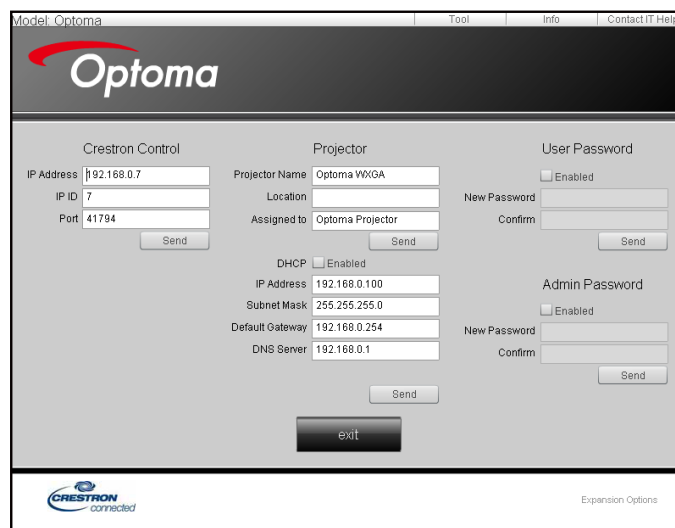 Model: Optoma
Tool
Info
Contact IT Help
Optoma
Crestron Control
IP Address 192.168.0.7
IP ID 7
Port 41794
Send
Projector
Projector Name Optoma WXGA
Location
Assigned to Optoma Projector
Send
DHCP Enabled
IP Address 192.168.0.100
Subnet Mask 255.255.255.0
Default Gateway 192.168.0.254
DNS Server 192.168.0.1
Send
User Password
Enabled
New Password
Confirm
Send
Admin Password
Enabled
New Password
Confirm
Send
exit
CRESTRON
connected
Expansion Options